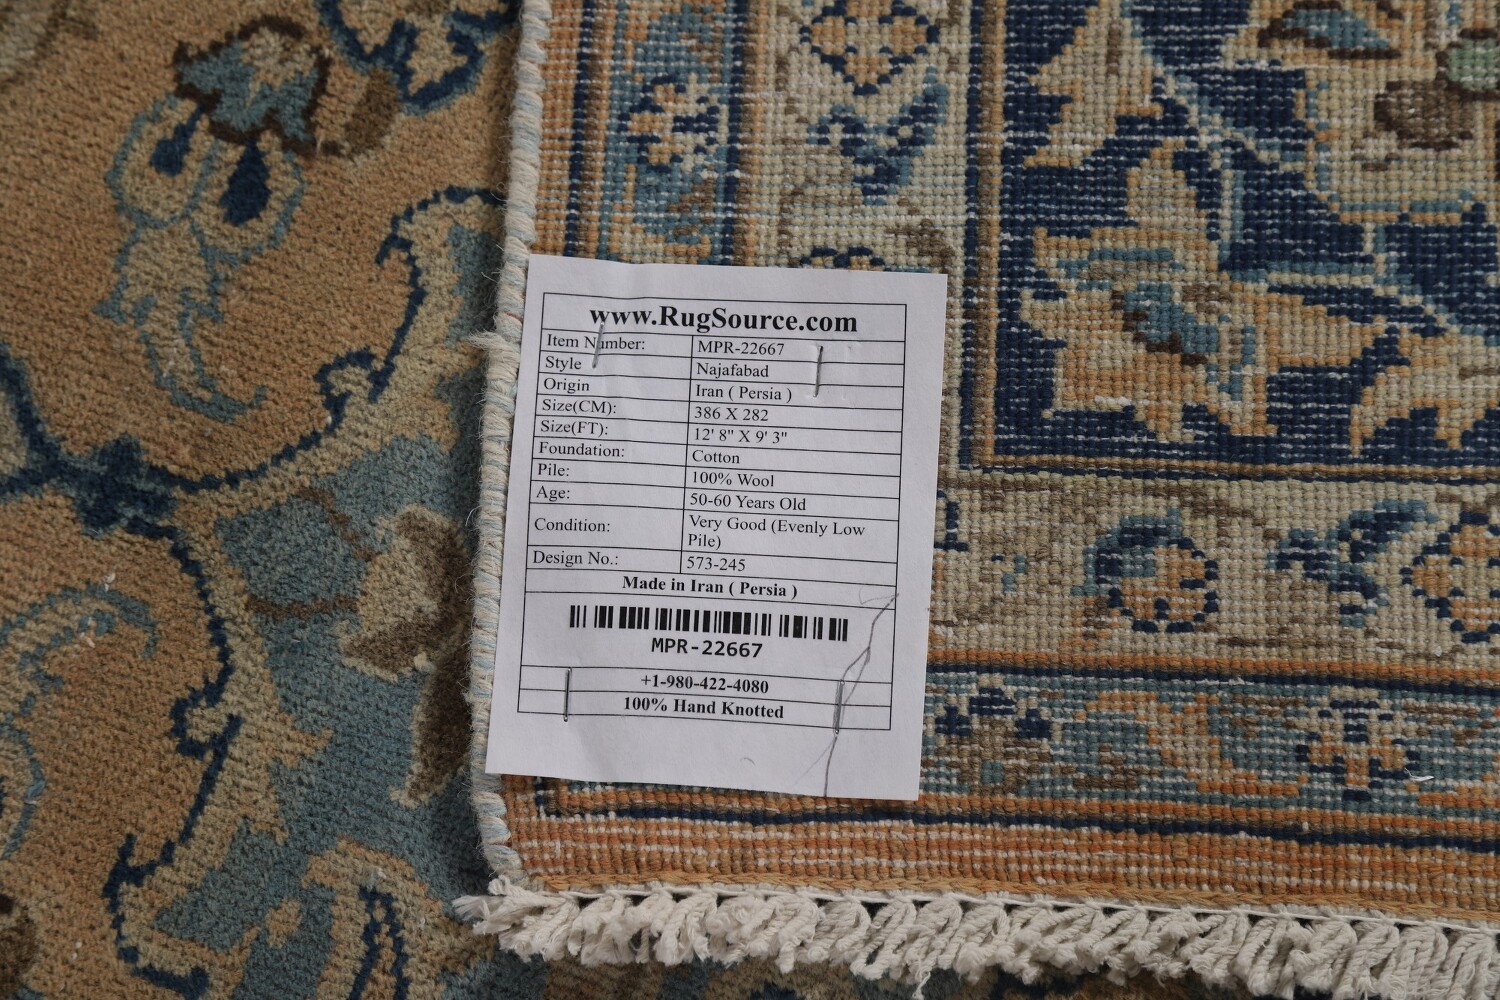 www.RugSource.com
Item Number: MPR-22667
Style Najafabad
Origin Iran ( Persia )
Size(CM): 386 X 282
Size(FT): 12' 8" X 9' 3"
Foundation: Cotton
Pile: 100% Wool
Age: 50-60 Years Old
Condition: Very Good (Evenly Low
Pile)
Design No.: 573-245
Made in Iran ( Persia )
MPR-22667
+1-980-422-4080
100% Hand Knotted